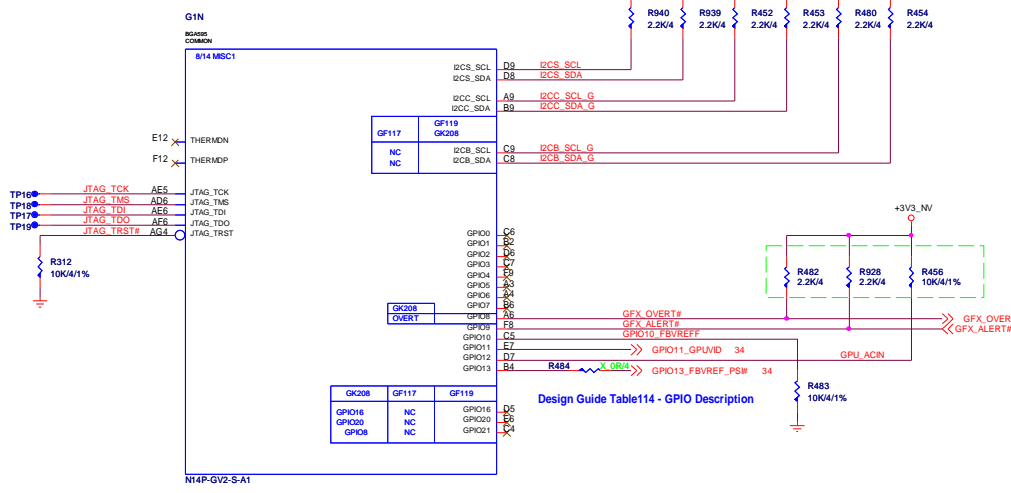 G1N
BGA595
COMMON
8/14 MISC1
R940 R939 R452 R453 R480 R454
2.2K/4 2.2K/4 2.2K/4 2.2K/4 2.2K/4 2.2K/4
I2CS_SCL D9 I2CS_SCL
I2CS_SDA D8 I2CS_SDA
I2CC_SCL A9 I2CC_SCL_G
I2CC_SDA B9 I2CC_SDA_G
GF117 GF119
GK208
NC I2CB_SCL C9 I2CB_SCL_G
NC I2CB_SDA C8 I2CB_SDA_G
E12 THERMDN
F12 THERMDP
TP16 JTAG_TCK AE5 JTAG_TCK
TP18 JTAG_TMS AD6 JTAG_TMS
TP17 JTAG_TDI AE6 JTAG_TDI
TP19 JTAG_TDO AF6 JTAG_TDO
JTAG_TRST# AG4 JTAG_TRST
R312
10K/4/1%
+3V3_NV
R482 R928 R456
2.2K/4 2.2K/4 10K/4/1%
GPIO0 C6
GPIO1 B2
GPIO2 D6
GPIO3 C7
GPIO4 F9
GPIO5 A3
GPIO6 A4
GPIO7 B6
GK208
OVERT
GPIO8 A6 GFX_OVERT# GFX_OVER
GPIO9 F8 GFX_ALERT# GFX_ALERT#
GPIO10 C5 GPIO10_FBVREFF
GPIO11 E7 GPIO11_GPUVID 34
GPIO12 D7 GPU_ACIN
GPIO13 B4 R484 X_0R/4 GPIO13_FBVREF_PSI# 34
R483
10K/4/1%
Design Guide Table114 - GPIO Description
GK208 GF117 GF119
GPIO16 NC GPIO16 D5
GPIO20 NC GPIO20 E6
GPIO8 NC GPIO21 C4
N14P-GV2-S-A1